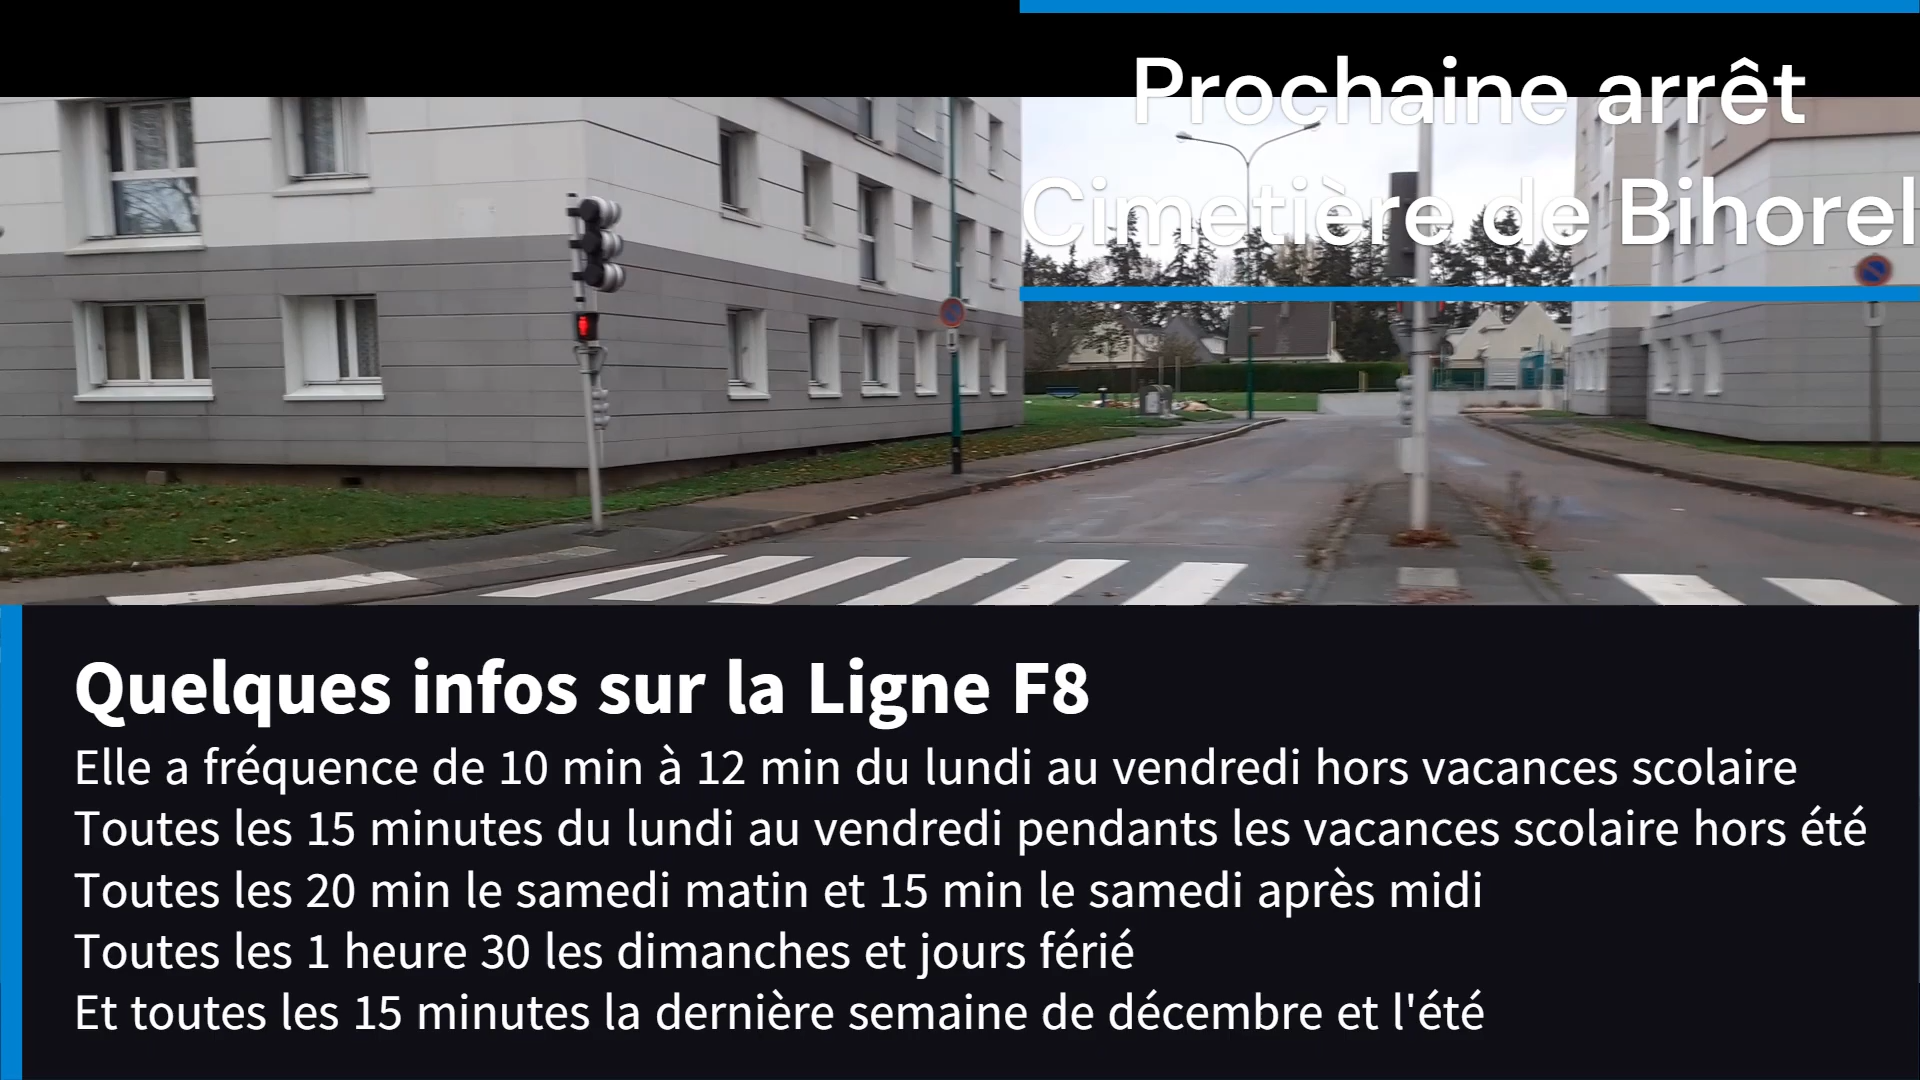 Prochaine arrêt
Cimetière de Bihorel
Quelques infos sur la Ligne F8
Elle a fréquence de 10 min à 12 min du lundi au vendredi hors vacances scolaire
Toutes les 15 minutes du lundi au vendredi pendants les vacances scolaire hors été
Toutes les 20 min le samedi matin et 15 min le samedi après midi
Toutes les 1 heure 30 les dimanches et jours férié
Et toutes les 15 minutes la dernière semaine de décembre et l'été